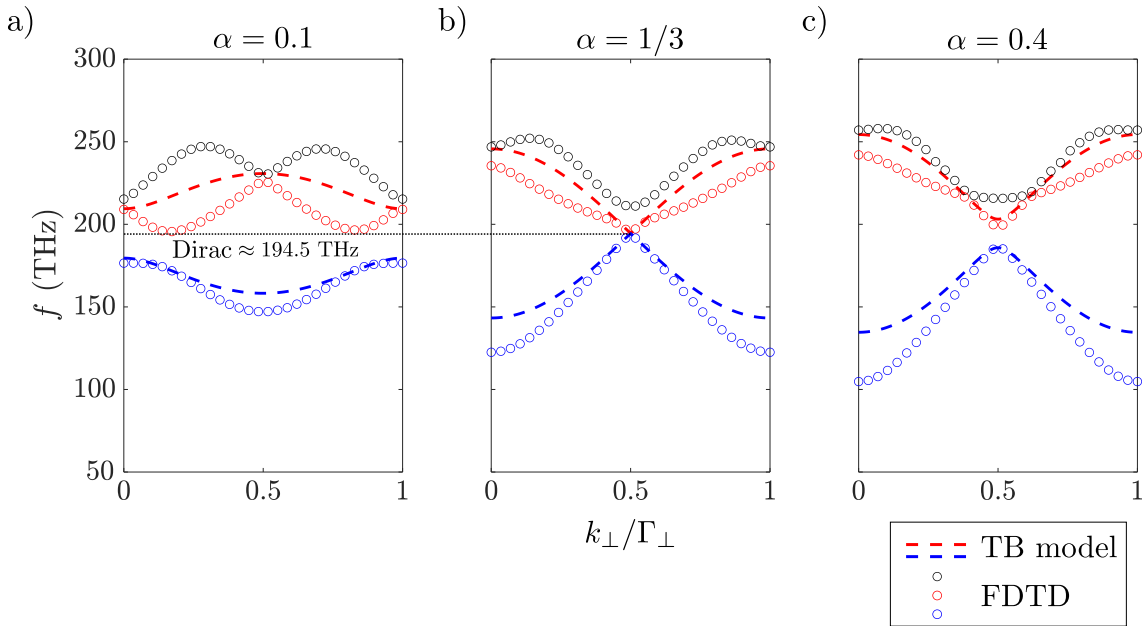 a)
α = 0.1
b)
α = 1/3
c)
α = 0.4
300
250
200
150
100
50
f (THz)
Dirac ≈ 194.5 THz
0
0.5
1
0
0.5
1
0
0.5
1
k⊥/Γ⊥
TB model
FDTD